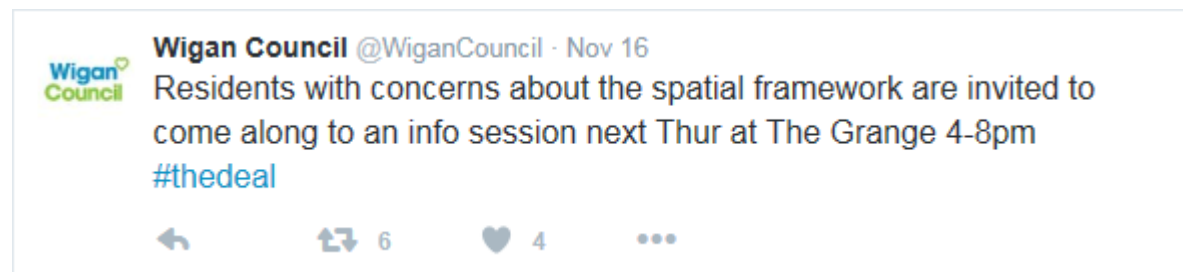 Wigan Council @WiganCouncil · Nov 16
Wigan
Council
Residents with concerns about the spatial framework are invited to
come along to an info session next Thur at The Grange 4-8pm
#thedeal
6 4